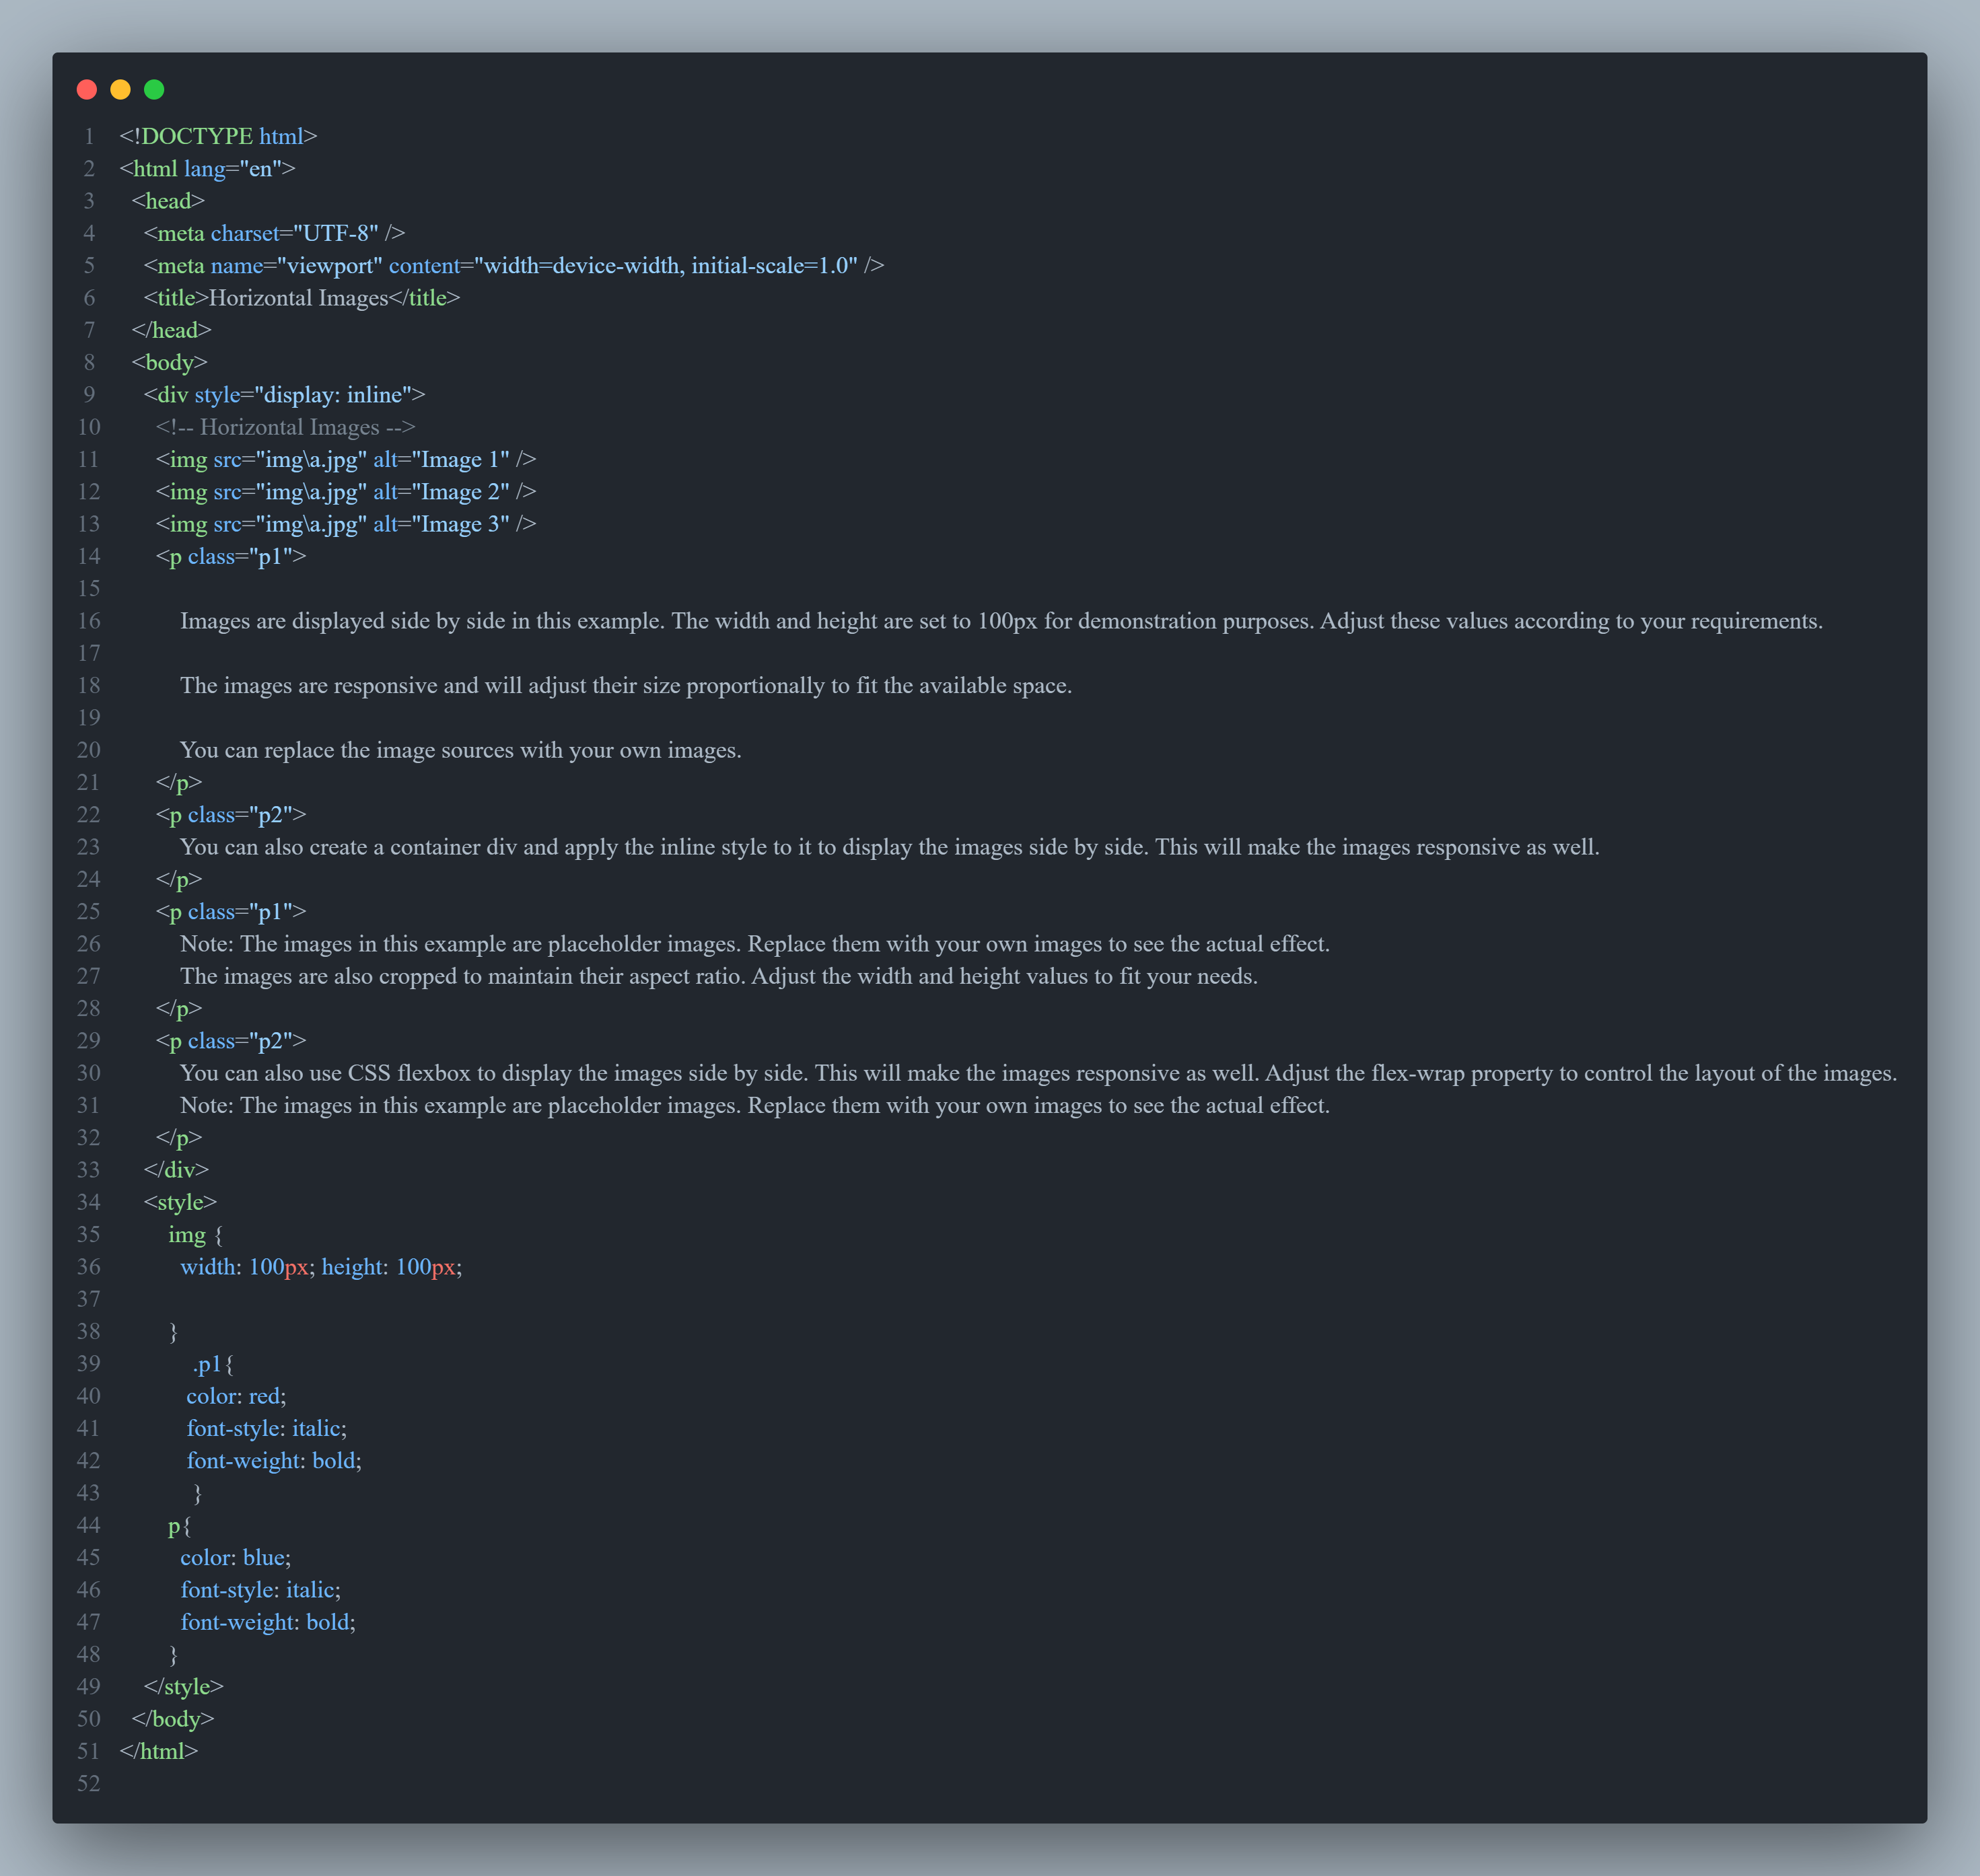 1 <!DOCTYPE html>
2 <html lang="en">
3 <head>
4 <meta charset="UTF-8" />
5 <meta name="viewport" content="width=device-width, initial-scale=1.0" />
6 <title>Horizontal Images</title>
7 </head>
8 <body>
9 <div style="display: inline">
10 <!-- Horizontal Images -->
11 <img src="img\a.jpg" alt="Image 1" />
12 <img src="img\a.jpg" alt="Image 2" />
13 <img src="img\a.jpg" alt="Image 3" />
14 <p class="p1">
15
16 Images are displayed side by side in this example. The width and height are set to 100px for demonstration purposes. Adjust these values according to your requirements.
17
18 The images are responsive and will adjust their size proportionally to fit the available space.
19
20 You can replace the image sources with your own images.
21 </p>
22 <p class="p2">
23 You can also create a container div and apply the inline style to it to display the images side by side. This will make the images responsive as well.
24 </p>
25 <p class="p1">
26 Note: The images in this example are placeholder images. Replace them with your own images to see the actual effect.
27 The images are also cropped to maintain their aspect ratio. Adjust the width and height values to fit your needs.
28 </p>
29 <p class="p2">
30 You can also use CSS flexbox to display the images side by side. This will make the images responsive as well. Adjust the flex-wrap property to control the layout of the images.
31 Note: The images in this example are placeholder images. Replace them with your own images to see the actual effect.
32 </p>
33 </div>
34 <style>
35 img {
36 width: 100px; height: 100px;
37
38 }
39 .p1{
40 color: red;
41 font-style: italic;
42 font-weight: bold;
43 }
44 p{
45 color: blue;
46 font-style: italic;
47 font-weight: bold;
48 }
49 </style>
50 </body>
51 </html>
52